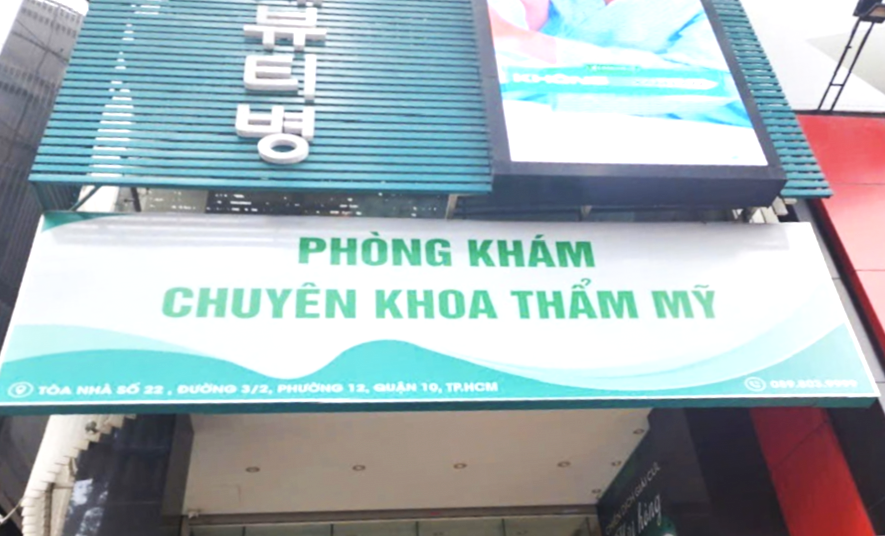 뷰티병
KHÔNG
PHÒNG KHÁM
CHUYÊN KHOA THẨM MỸ
TÒA NHÀ SỐ 22 , ĐƯỜNG 3/2, PHƯỜNG 12, QUẬN 10, TP.HCM